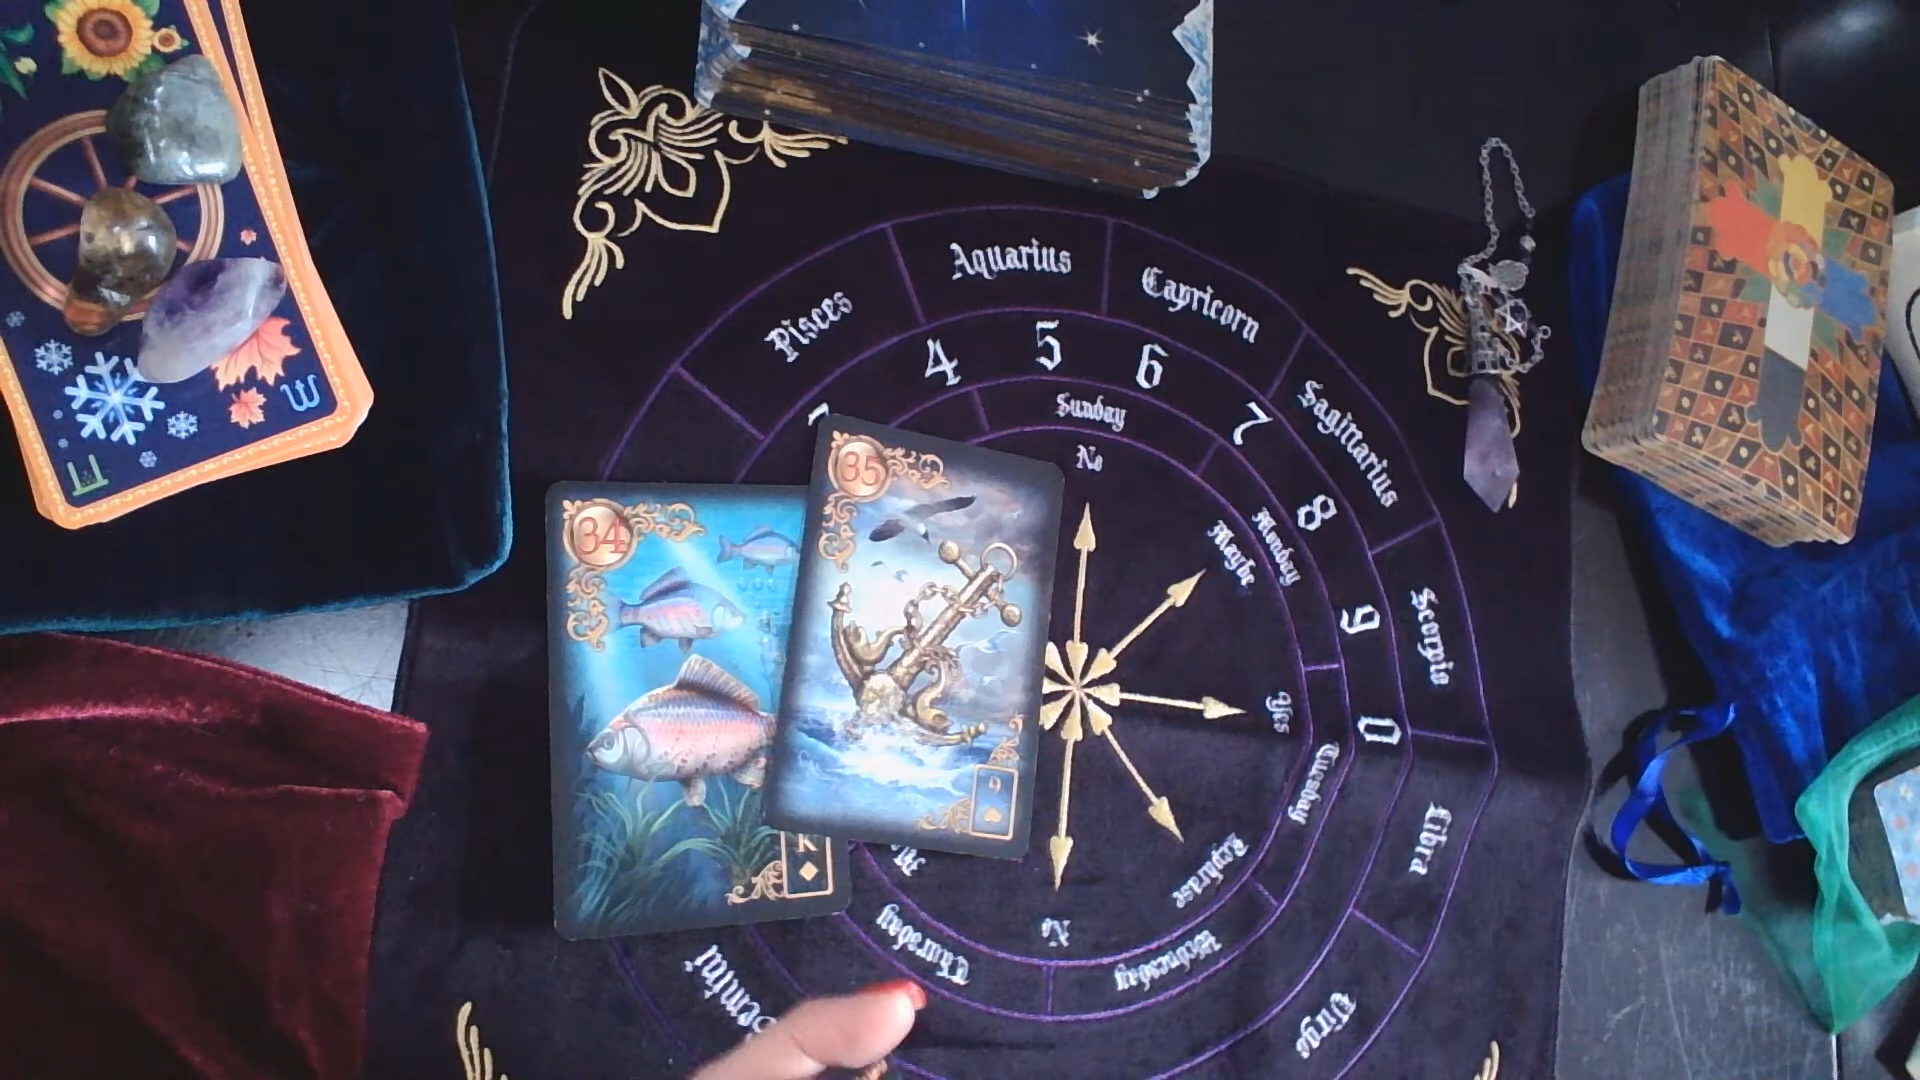 Aquarius
Capricorn
Pisces
4
5
6
7
Sagittarius
Sunday
No
8
Monday
Maybe
9
Scorpio
Yes
0
Tuesday
Libra
Rephrase
Wednesday
No
Thursday
Virgo
34
K
35
9